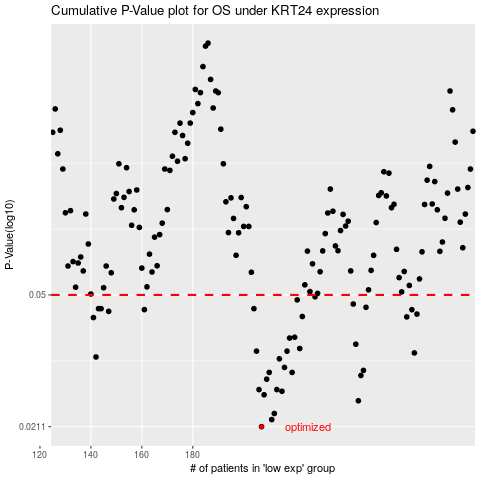 Cumulative P-Value plot for OS under KRT24 expression
P-Value(log10)
0.05
0.0211
optimized
120
140
160
180
# of patients in 'low exp' group